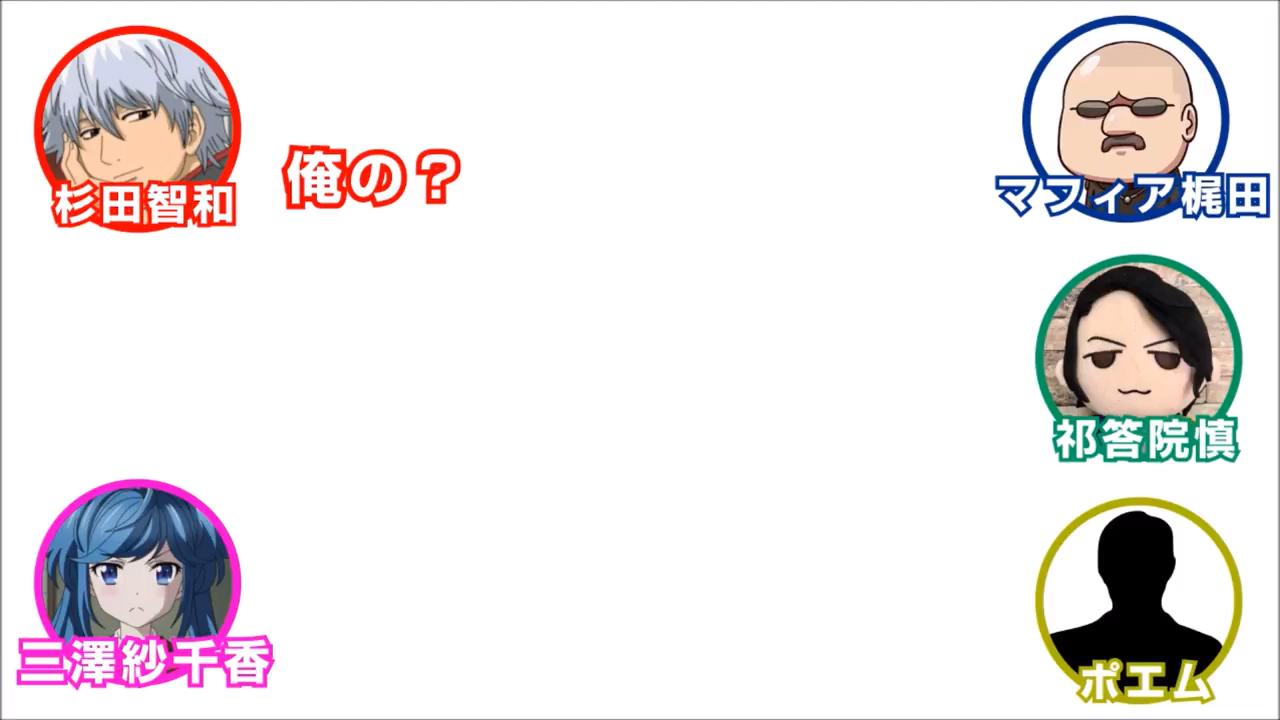 杉田智和
俺の？
マフィア梶田
祁答院慎
三澤紗千香
ポエム